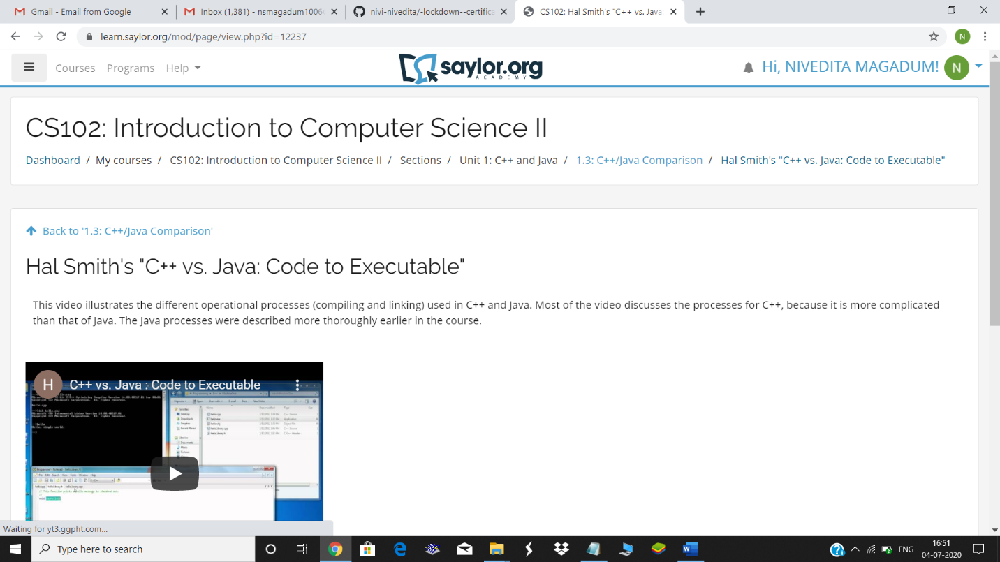 Gmail - Email from Google
Inbox (1,381) - nsmagadum1006
nivi-nivedita/-lockdown--certifica
CS102: Hal Smith's "C++ vs. Java
learn.saylor.org/mod/page/view.php?id=12237
N
Courses Programs Help
saylor.org
ACADEMY
Hi, NIVEDITA MAGADUM!
N
CS102: Introduction to Computer Science II
Dashboard / My courses / CS102: Introduction to Computer Science II / Sections / Unit 1: C++ and Java / 1.3: C++/Java Comparison / Hal Smith's "C++ vs. Java: Code to Executable"
Back to '1.3: C++/Java Comparison'
Hal Smith's "C++ vs. Java: Code to Executable"
This video illustrates the different operational processes (compiling and linking) used in C++ and Java. Most of the video discusses the processes for C++, because it is more complicated
than that of Java. The Java processes were described more thoroughly earlier in the course.
H
C++ vs. Java : Code to Executable
Waiting for yt3.ggpht.com...
Type here to search
ENG
16:51
04-07-2020